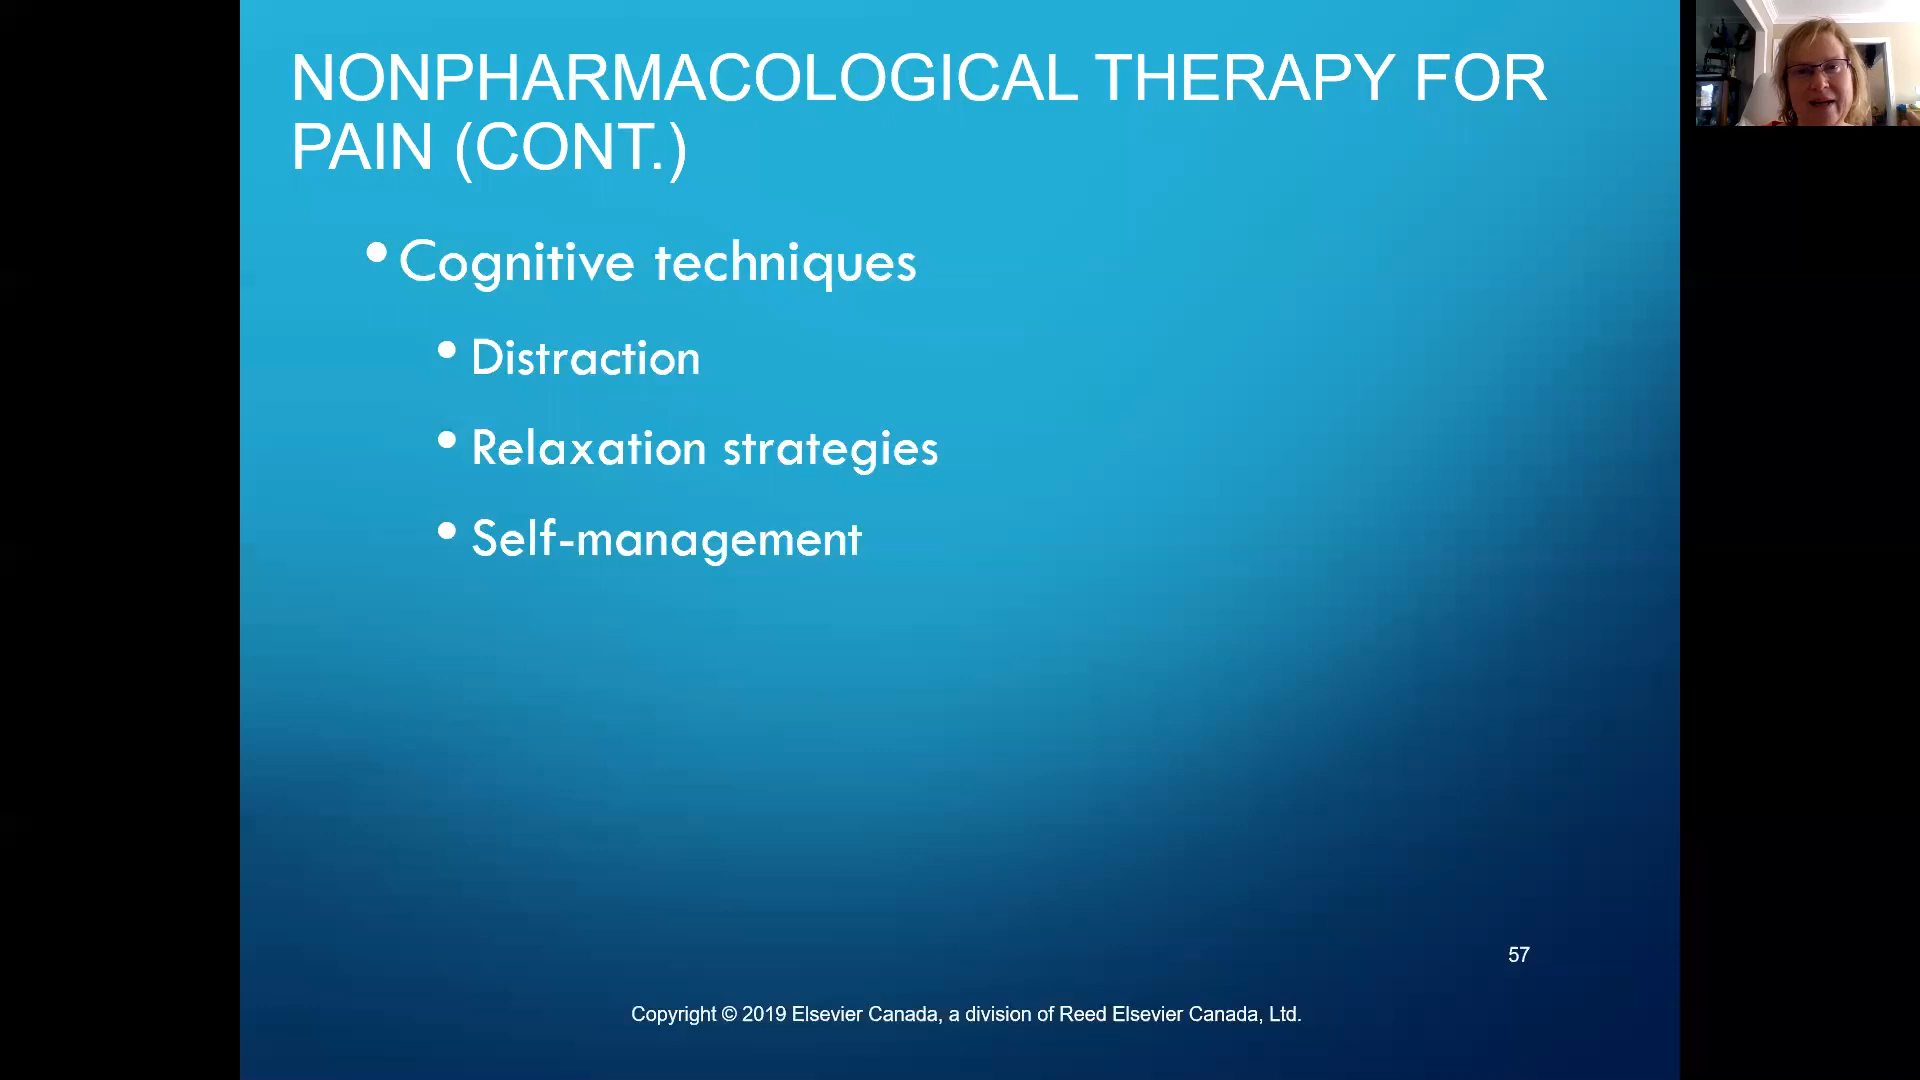 NONPHARMACOLOGICAL THERAPY FOR
PAIN (CONT.)
• Cognitive techniques
• Distraction
• Relaxation strategies
• Self-management
57
Copyright © 2019 Elsevier Canada, a division of Reed Elsevier Canada, Ltd.